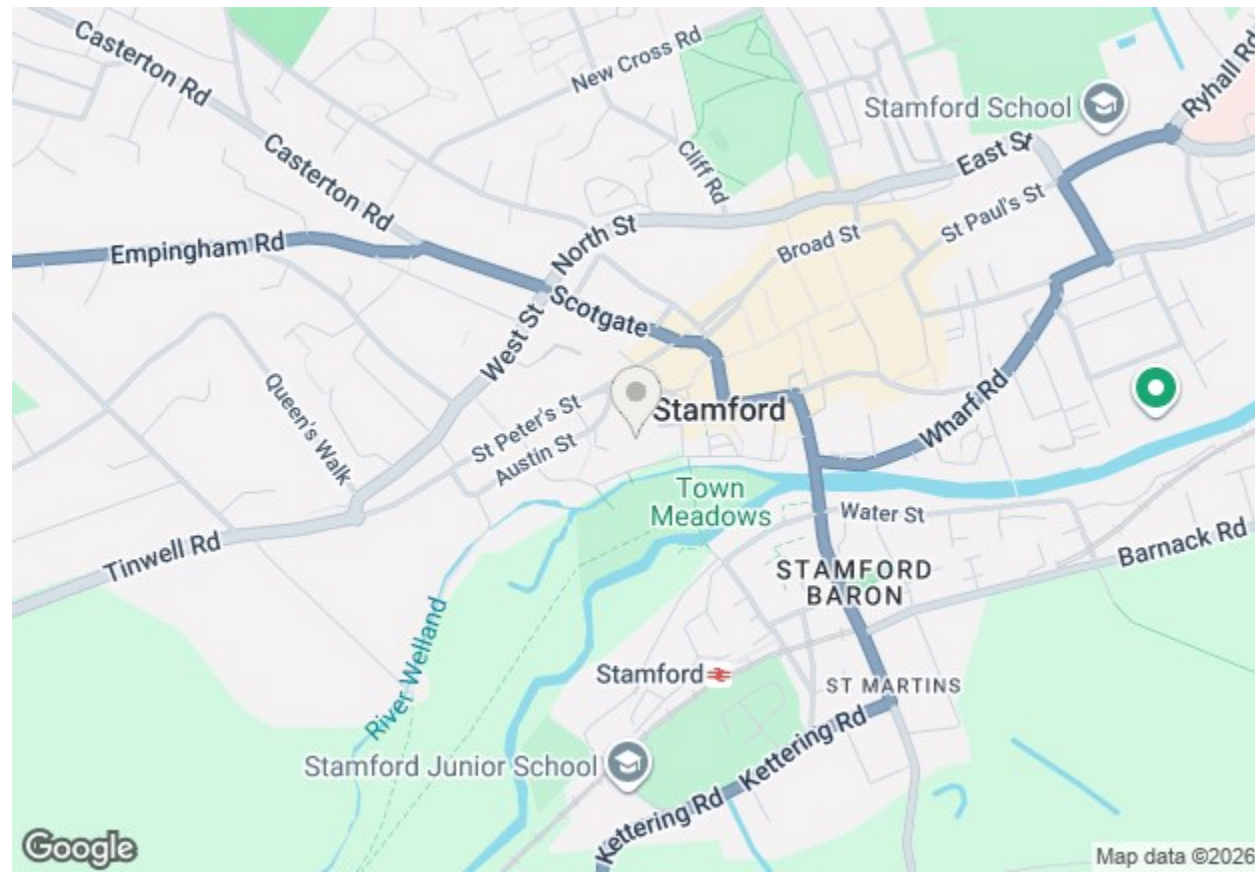 Casterton Rd
New Cross Rd
Ryhall Rd
Stamford School
Casterton Rd
Cliff Rd
East St
St Paul's St
North St
Broad St
Empingham Rd
Scotgate
West St
Queen's Walk
St Peter's St
Austin St
Stamford
Wharf Rd
Town
Meadows
Water St
Tinwell Rd
Barnack Rd
STAMFORD
BARON
River Welland
Stamford
ST MARTINS
Stamford Junior School
Kettering Rd
Kettering Rd
Google
Map data ©2026